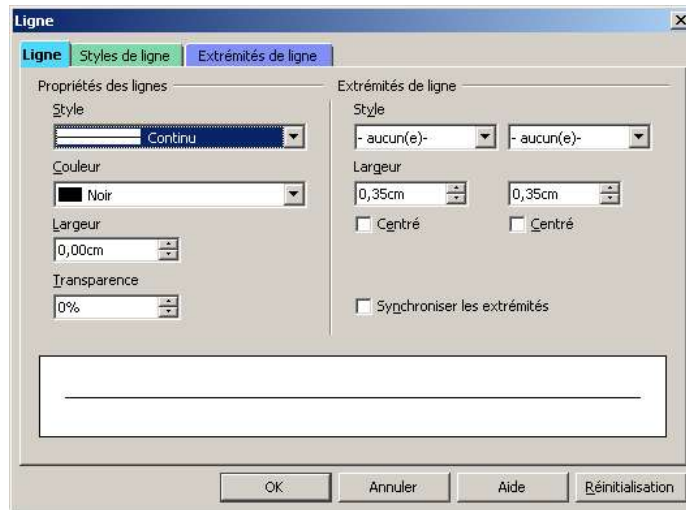 Ligne
Ligne Styles de ligne Extrémités de ligne
Propriétés des lignes
Style
Continu
Couleur
Noir
Largeur
0,00cm
Transparence
0%
Extrémités de ligne
Style
- aucun(e)- - aucun(e)-
Largeur
0,35cm 0,35cm
Centré Centré
Synchroniser les extrémités
OK Annuler Aide Réinitialisation